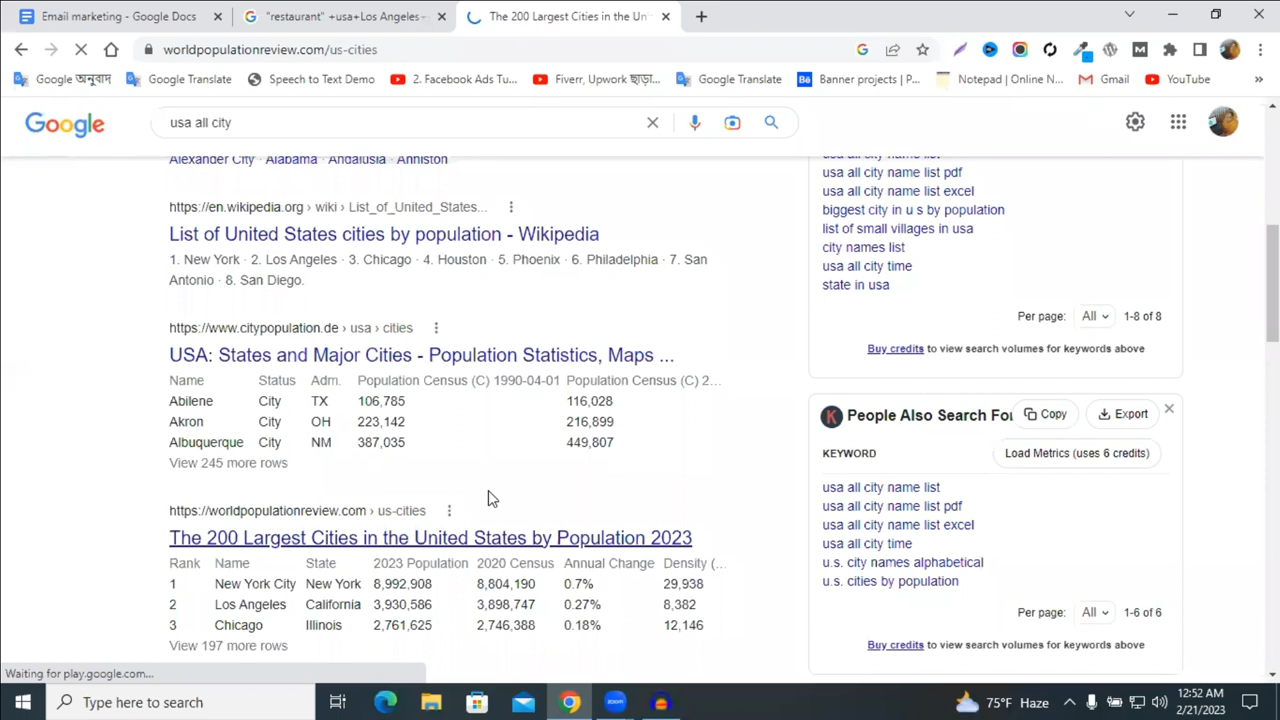 Email marketing - Google Docs
"restaurant" +usa+Los Angeles-
The 200 Largest Cities in the Un
worldpopulationreview.com/us-cities
Google অনুবাদ
Google Translate
Speech to Text Demo
2. Facebook Ads Tu...
Fiverr, Upwork ছাড়া...
Google Translate
Banner projects | P...
Notepad | Online N...
Gmail
YouTube
Google
usa all city
Alexander City · Alabama · Andalusia · Anniston
https://en.wikipedia.org › wiki › List_of_United_States...
List of United States cities by population - Wikipedia
1. New York · 2. Los Angeles · 3. Chicago · 4. Houston · 5. Phoenix · 6. Philadelphia · 7. San
Antonio · 8. San Diego.
https://www.citypopulation.de › usa › cities
USA: States and Major Cities - Population Statistics, Maps ...
Name Status Adm. Population Census (C) 1990-04-01 Population Census (C) 2...
Abilene City TX 106,785 116,028
Akron City OH 223,142 216,899
Albuquerque City NM 387,035 449,807
View 245 more rows
https://worldpopulationreview.com › us-cities
The 200 Largest Cities in the United States by Population 2023
Rank Name State 2023 Population 2020 Census Annual Change Density (...
1 New York City New York 8,992,908 8,804,190 0.7% 29,938
2 Los Angeles California 3,930,586 3,898,747 0.27% 8,382
3 Chicago Illinois 2,761,625 2,746,388 0.18% 12,146
View 197 more rows
usa all city name list
usa all city name list pdf
usa all city name list excel
biggest city in u s by population
list of small villages in usa
city names list
usa all city time
state in usa
Per page: All 1-8 of 8
Buy credits to view search volumes for keywords above
K People Also Search For
Copy
Export
KEYWORD
Load Metrics (uses 6 credits)
usa all city name list
usa all city name list pdf
usa all city name list excel
usa all city time
u.s. city names alphabetical
u.s. cities by population
Per page: All 1-6 of 6
Buy credits to view search volumes for keywords above
Waiting for play.google.com...
Type here to search
zoom
75°F Haze
12:52 AM
2/21/2023